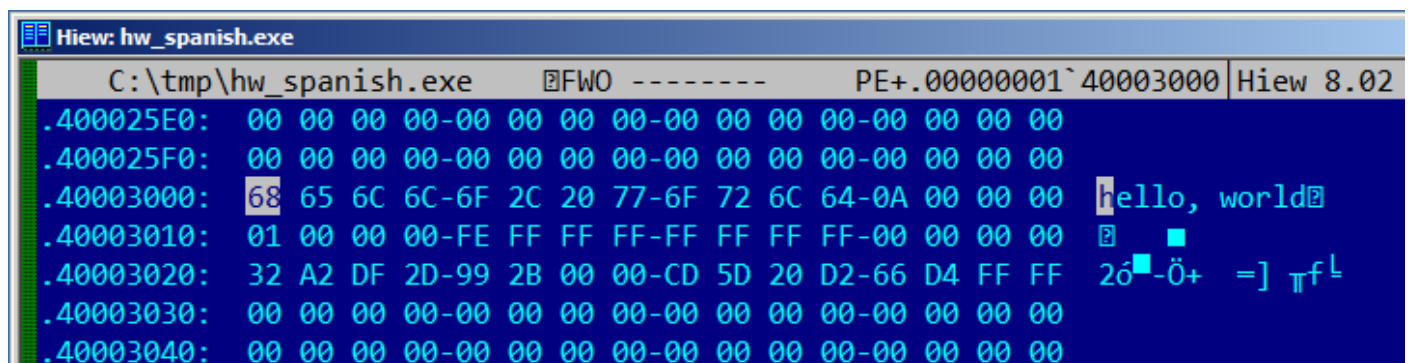 Hiew: hw_spanish.exe
C:\tmp\hw_spanish.exe FWO -------- PE+.00000001`40003000 Hiew 8.02
.400025E0: 00 00 00 00-00 00 00 00-00 00 00 00-00 00 00 00
.400025F0: 00 00 00 00-00 00 00 00-00 00 00 00-00 00 00 00
.40003000: 68 65 6C 6C-6F 2C 20 77-6F 72 6C 64-0A 00 00 00 hello, world
.40003010: 01 00 00 00-FE FF FF FF-FF FF FF FF-00 00 00 00 ■
.40003020: 32 A2 DF 2D-99 2B 00 00-CD 5D 20 D2-66 D4 FF FF 2ó▀-Ö+ ═] ╥f╘
.40003030: 00 00 00 00-00 00 00 00-00 00 00 00-00 00 00 00
.40003040: 00 00 00 00-00 00 00 00-00 00 00 00-00 00 00 00